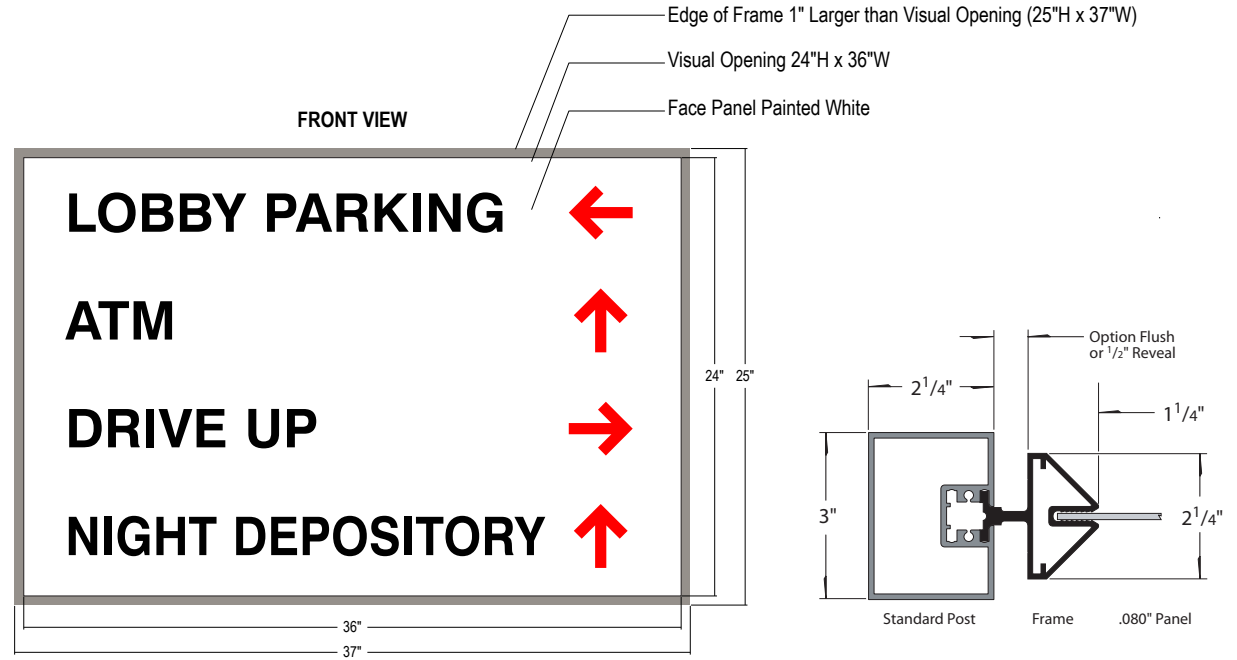 Edge of Frame 1" Larger than Visual Opening (25"H x 37"W)
Visual Opening 24"H x 36"W
Face Panel Painted White
FRONT VIEW
LOBBY PARKING
ATM
DRIVE UP
NIGHT DEPOSITORY
24" 25"
36"
37"
Option Flush
or 1/2" Reveal
2 1/4"
1 1/4"
3"
2 1/4"
Standard Post Frame .080" Panel